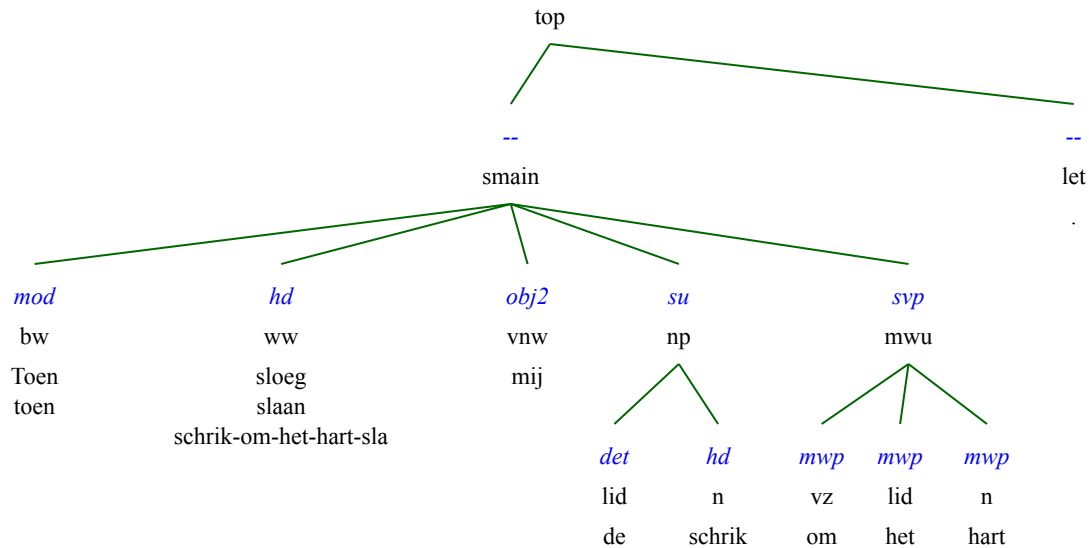 top
-- --
smain let
.
mod hd obj2 su svp
bw ww vnw np mwu
Toen sloeg mij
toen slaan
schrik-om-het-hart-sla
det hd mwp mwp mwp
lid n vz lid n
de schrik om het hart